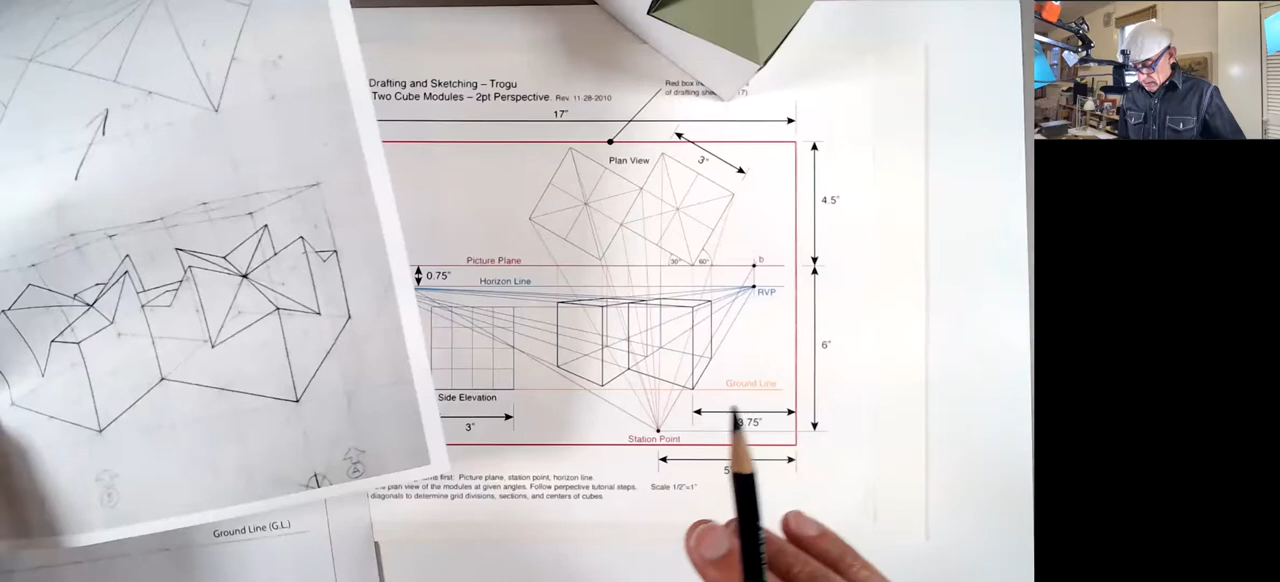 Drafting and Sketching – Trogu
Two Cube Modules – 2pt Perspective. Rev. 11-28-2010
Red box
of drafting
17"
Plan View
3"
4.5"
30°
60°
b
Picture Plane
0.75"
Horizon Line
RVP
6"
Ground Line
Side Elevation
3"
3.75"
Station Point
5"
first: Picture plane, station point, horizon line.
plan view of the modules at given angles. Follow perpective tutorial steps.
diagonals to determine grid divisions, sections, and centers of cubes
Scale 1/2"=1"
A
B
Ground Line (G.L.)